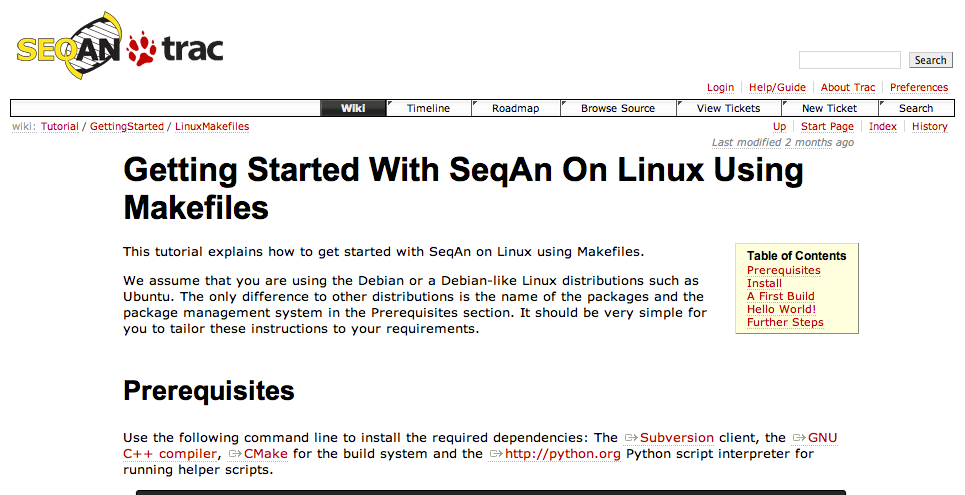 SEQAN trac
Search
Login Help/Guide About Trac Preferences
Wiki Timeline Roadmap Browse Source View Tickets New Ticket Search
wiki: Tutorial / GettingStarted / LinuxMakefiles
Up Start Page Index History
Last modified 2 months ago
Getting Started With SeqAn On Linux Using
Makefiles
This tutorial explains how to get started with SeqAn on Linux using Makefiles.
We assume that you are using the Debian or a Debian-like Linux distributions such as
Ubuntu. The only difference to other distributions is the name of the packages and the
package management system in the Prerequisites section. It should be very simple for
you to tailor these instructions to your requirements.
Table of Contents
Prerequisites
Install
A First Build
Hello World!
Further Steps
Prerequisites
Use the following command line to install the required dependencies: The Subversion client, the GNU
C++ compiler, CMake for the build system and the http://python.org Python script interpreter for
running helper scripts.